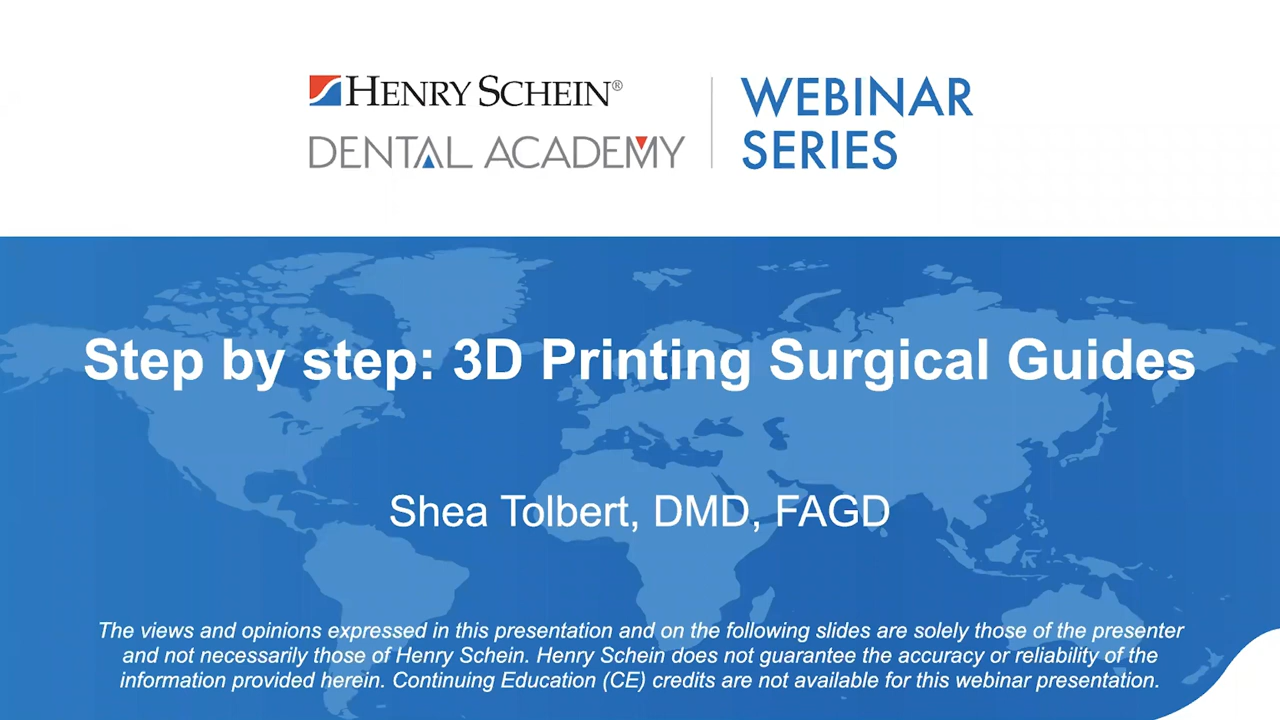 HENRY SCHEIN®
DENTAL ACADEMY
WEBINAR
SERIES
Step by step: 3D Printing Surgical Guides
Shea Tolbert, DMD, FAGD
The views and opinions expressed in this presentation and on the following slides are solely those of the presenter
and not necessarily those of Henry Schein. Henry Schein does not guarantee the accuracy or reliability of the
information provided herein. Continuing Education (CE) credits are not available for this webinar presentation.